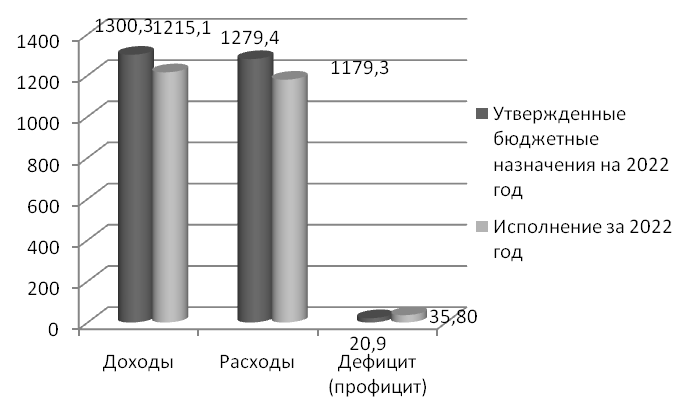 1300,3
1215,1
1279,4
1179,3
1400
1200
1000
800
600
400
200
0
35,80
20,9
Доходы
Расходы
Дефицит
(профицит)
Утвержденные
бюджетные
назначения на 2022
год
Исполнение за 2022
год